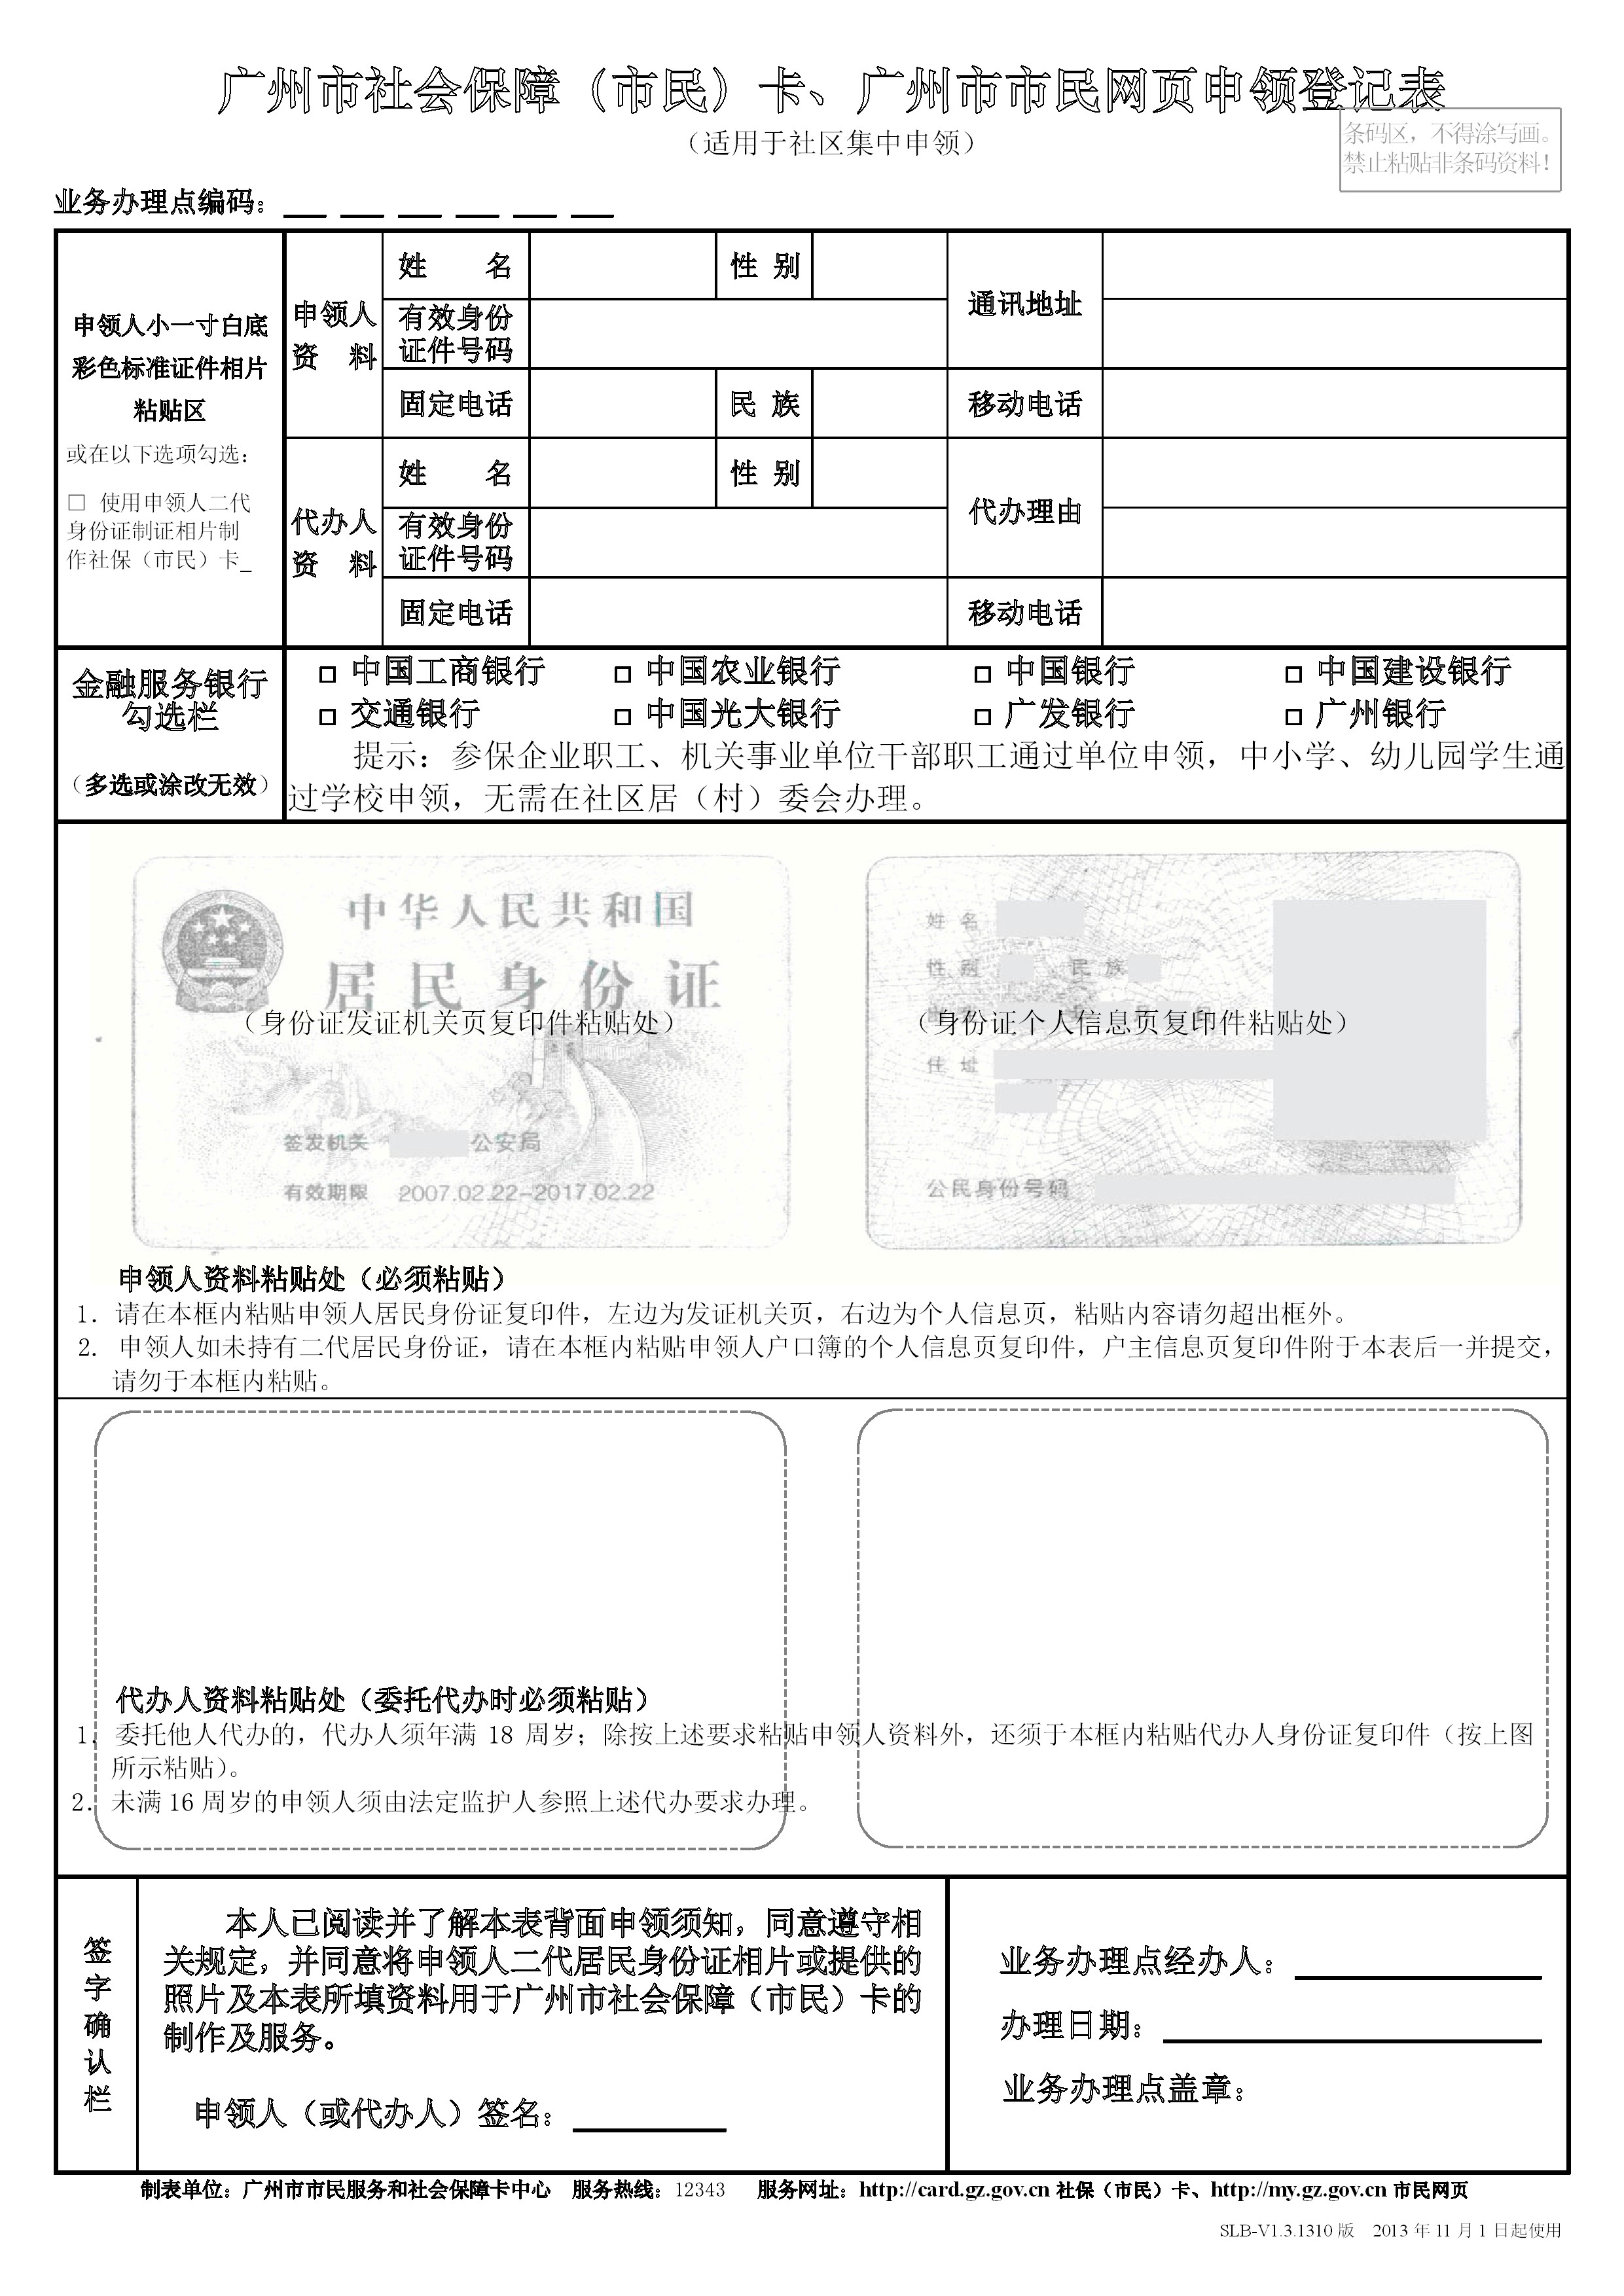 广州市社会保障（市民）卡、广州市市民网页申领登记表
（适用于社区集中申领）
条码区，不得涂写画。
禁止粘贴非条码资料！
业务办理点编码：
申领人小一寸白底
彩色标准证件相片
粘贴区
或在以下选项勾选：
□ 使用申领人二代
身份证制证相片制
作社保（市民）卡_
申领人
资 料
姓 名
性 别
通讯地址
有效身份
证件号码
固定电话
民 族
移动电话
代办人
资 料
姓 名
性 别
代办理由
有效身份
证件号码
固定电话
移动电话
金融服务银行
勾选栏
（多选或涂改无效）
□ 中国工商银行 □ 中国农业银行 □ 中国银行 □ 中国建设银行
□ 交通银行 □ 中国光大银行 □ 广发银行 □ 广州银行
提示：参保企业职工、机关事业单位干部职工通过单位申领，中小学、幼儿园学生通
过学校申领，无需在社区居（村）委会办理。
中华人民共和国
居民身份证
（身份证发证机关页复印件粘贴处）
签发机关 公安局
有效期限 2007.02.22-2017.02.22
姓 名
性 别 民 族
（身份证个人信息页复印件粘贴处）
住 址
公民身份号码
申领人资料粘贴处（必须粘贴）
1. 请在本框内粘贴申领人居民身份证复印件，左边为发证机关页，右边为个人信息页，粘贴内容请勿超出框外。
2. 申领人如未持有二代居民身份证，请在本框内粘贴申领人户口簿的个人信息页复印件，户主信息页复印件附于本表后一并提交，
请勿于本框内粘贴。
代办人资料粘贴处（委托代办时必须粘贴）
1. 委托他人代办的，代办人须年满 18 周岁；除按上述要求粘贴申领人资料外，还须于本框内粘贴代办人身份证复印件（按上图
所示粘贴）。
2. 未满 16 周岁的申领人须由法定监护人参照上述代办要求办理。
签字确认栏
本人已阅读并了解本表背面申领须知，同意遵守相
关规定，并同意将申领人二代居民身份证相片或提供的
照片及本表所填资料用于广州市社会保障（市民）卡的
制作及服务。
申领人（或代办人）签名：
业务办理点经办人：
办理日期：
业务办理点盖章：
制表单位：广州市市民服务和社会保障卡中心 服务热线：12343 服务网址：http://card.gz.gov.cn 社保（市民）卡、http://my.gz.gov.cn 市民网页
SLB-V1.3.1310 版 2013 年 11 月 1 日起使用